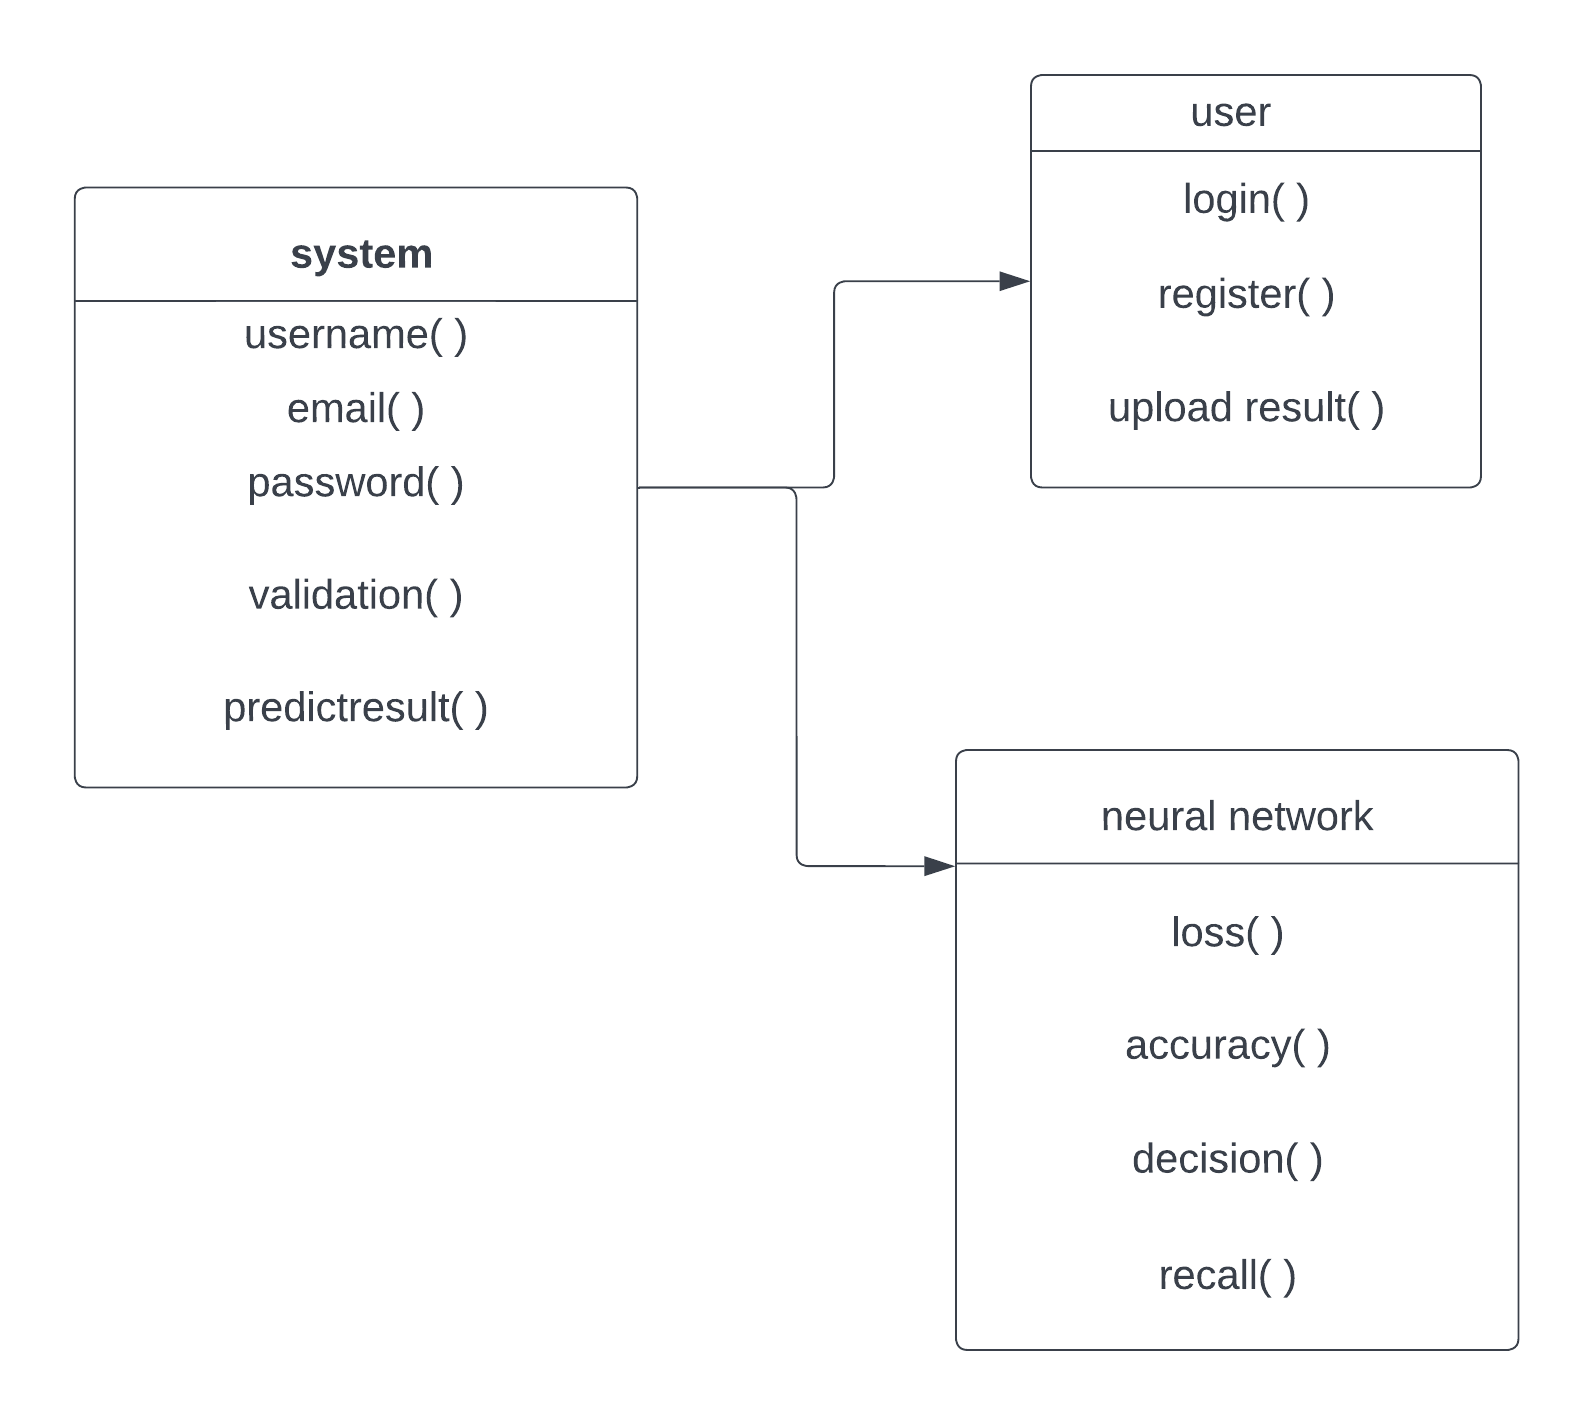 system
username( )
email( )
password( )
validation( )
predictresult( )
user
login( )
register( )
upload result( )
neural network
loss( )
accuracy( )
decision( )
recall( )